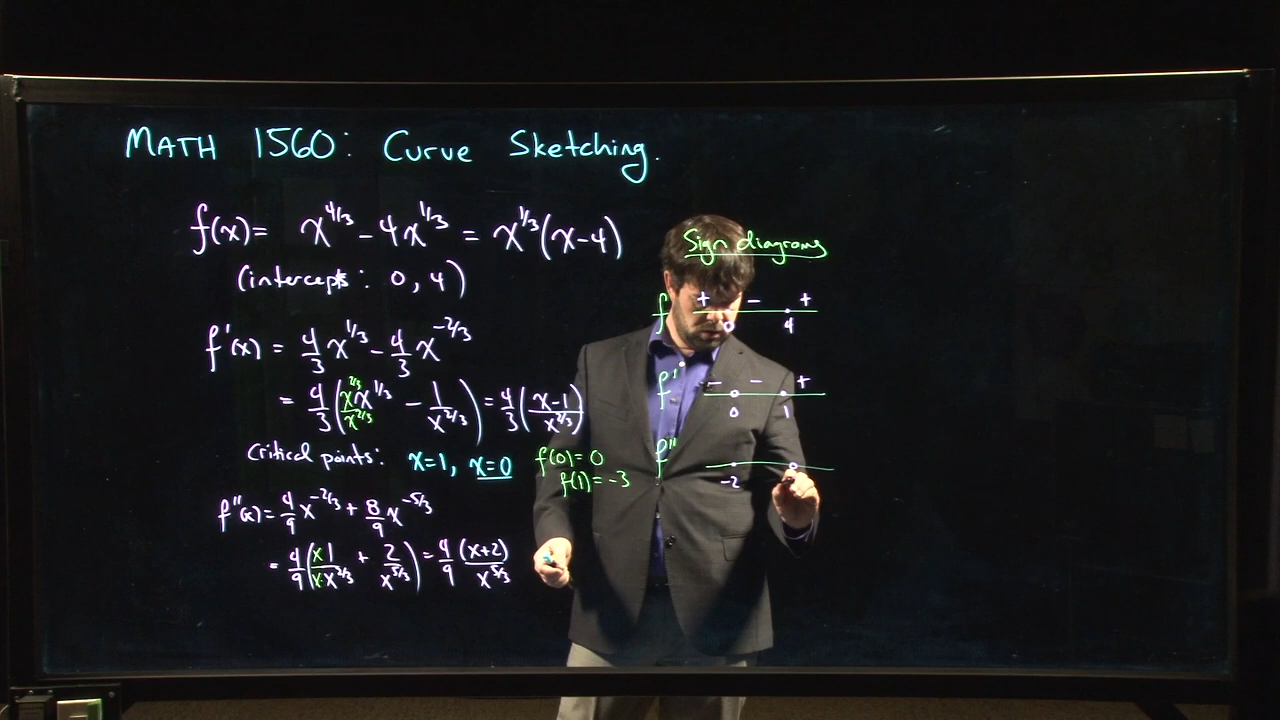 MATH 1560: Curve Sketching.
f(x) = x^{4/3} - 4x^{1/3} = x^{1/3}(x-4)
(intercepts: 0, 4)
f'(x) = 4/3 x^{1/3} - 4/3 x^{-2/3}
= 4/3 (x^{2/3} x^{1/3} / x^{2/3} - 1/x^{2/3}) = 4/3 (x-1 / x^{2/3})
Critical points: x=1, x=0 f(0)=0
f(1)=-3
f''(x) = 4/9 x^{-2/3} + 8/9 x^{-5/3}
= 4/9 (x 1 / x x^{2/3} + 2/x^{5/3}) = 4/9 (x+2) / x^{5/3}
Sign diagrams
f + - +
0 4
f' - - +
0 1
f''
-2